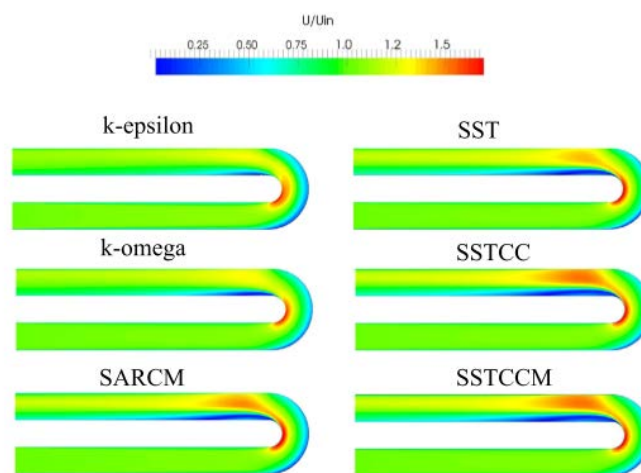 U/Uin
0.25 0.50 0.75 1.0 1.2 1.5
k-epsilon SST
k-omega SSTCC
SARCM SSTCCM